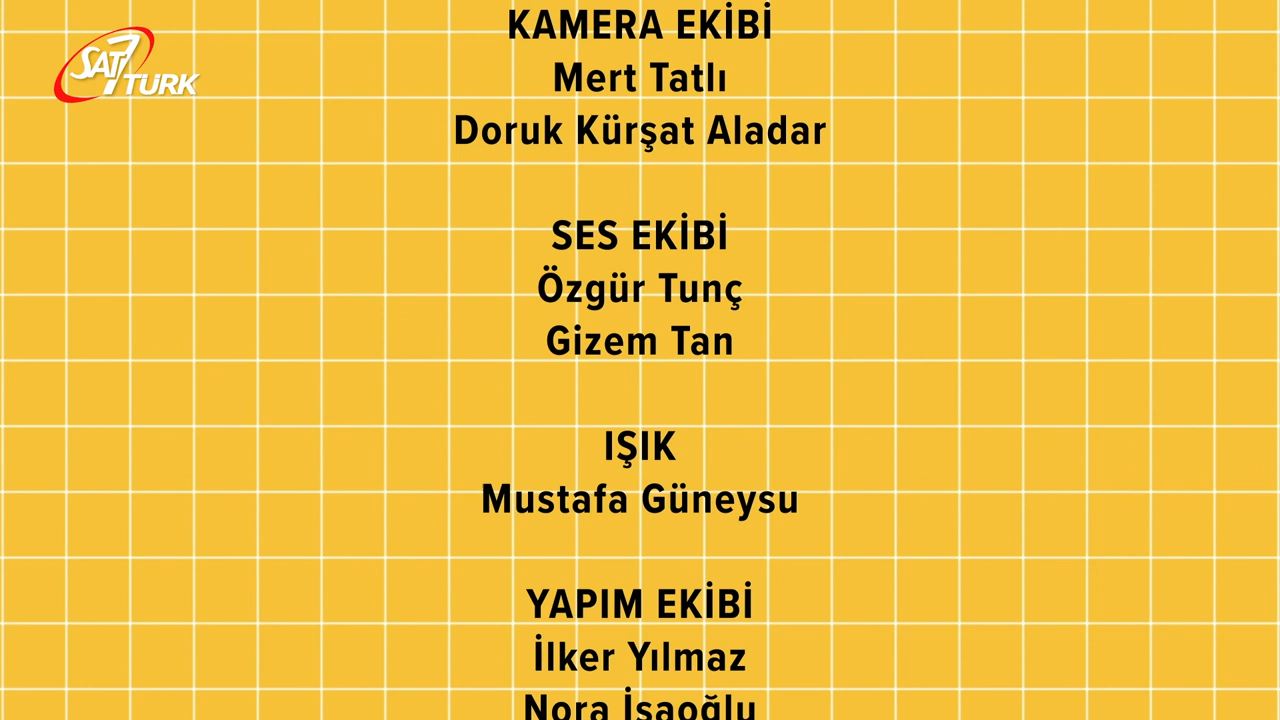 SAT7 TURK
KAMERA EKİBİ
Mert Tatlı
Doruk Kürşat Aladar
SES EKİBİ
Özgür Tunç
Gizem Tan
IŞIK
Mustafa Güneysu
YAPIM EKİBİ
İlker Yılmaz
Nora İsaoğlu